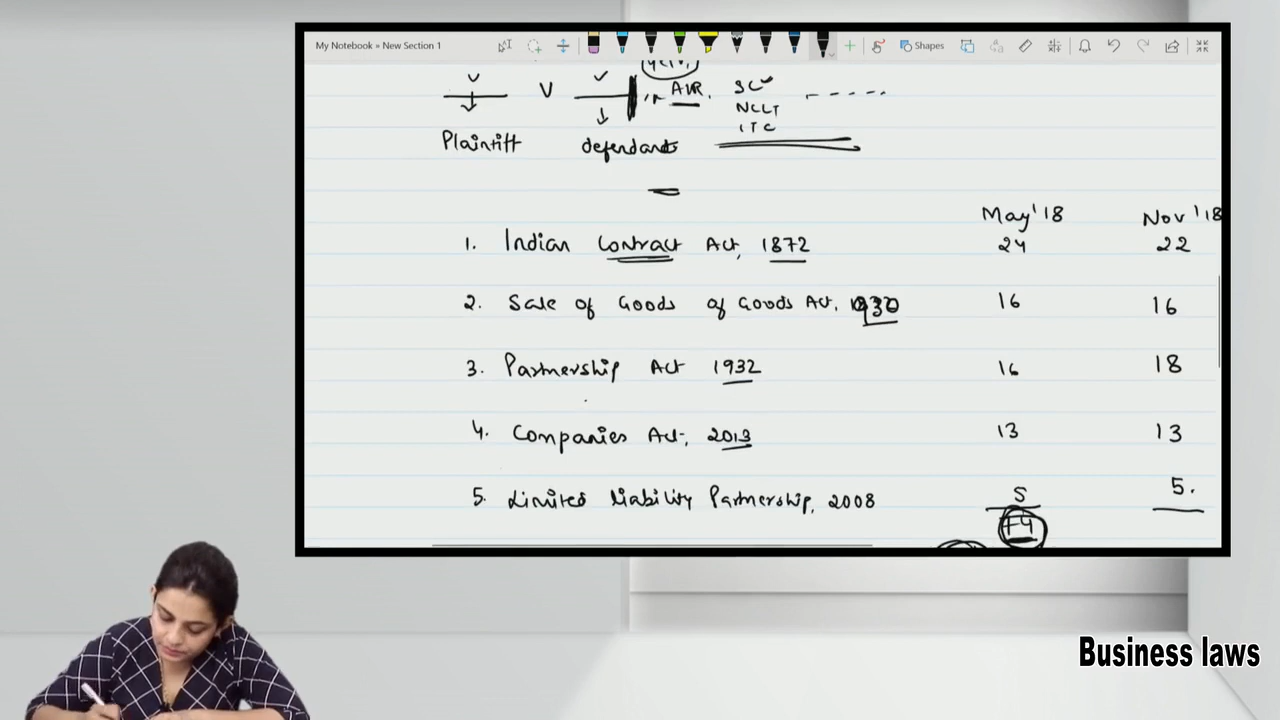 My Notebook » New Section 1
Shapes
V AIR. SC
NCLT
ITC
Plaintiff defendants
May' 18 Nov '18
1. Indian Contract Act, 1872 24 22
2. Sale of Goods of Goods Act, 1930 16 16
3. Partnership Act 1932 16 18
4. Companies Act, 2013 13 13
5. Limited Liability Partnership, 2008 5 5.
74
Business laws